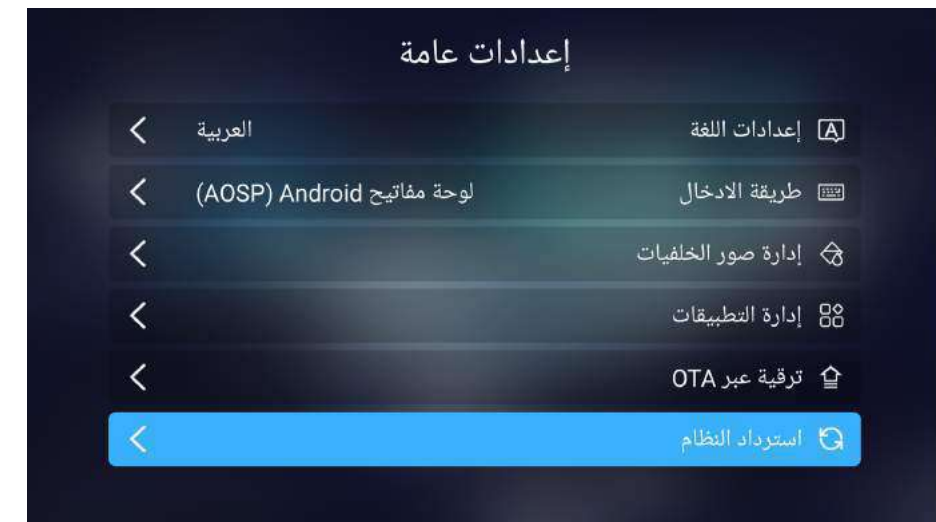 إعدادات عامة
إعدادات اللغة العربية
طريقة الادخال لوحة مفاتيح Android (AOSP)
إدارة صور الخلفيات
إدارة التطبيقات
ترقية عبر OTA
استرداد النظام